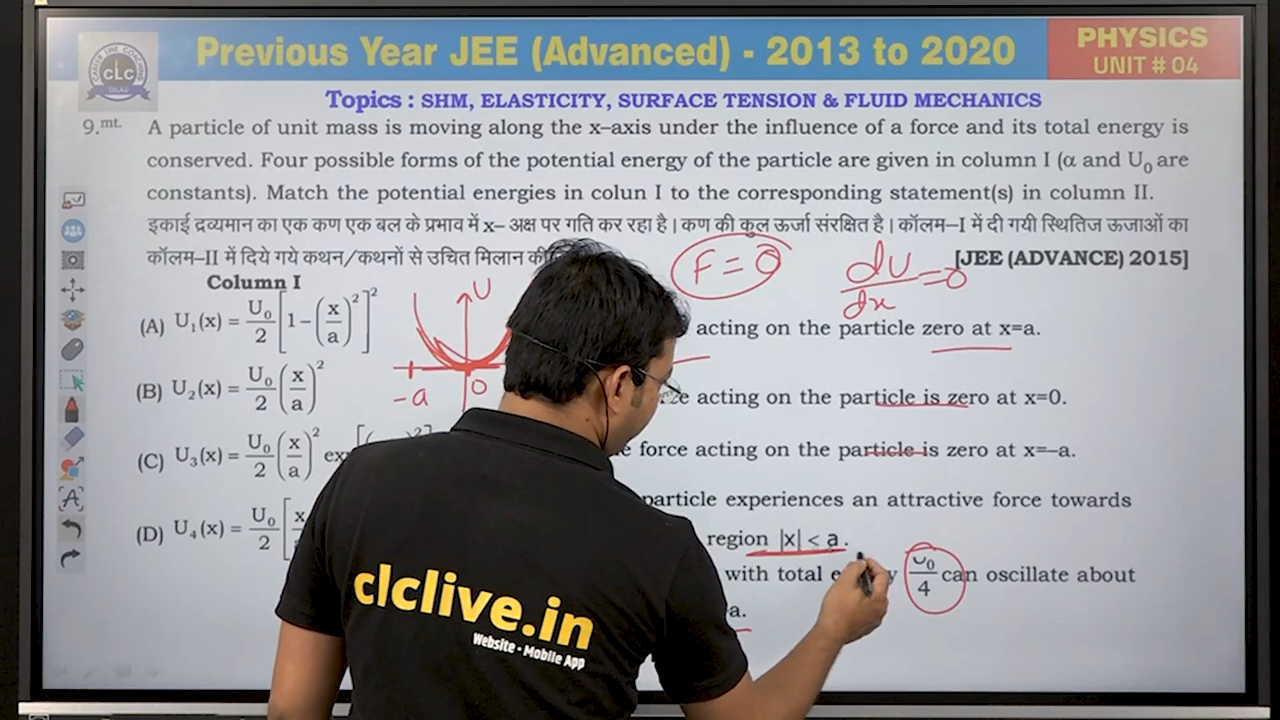 Previous Year JEE (Advanced) - 2013 to 2020
PHYSICS
UNIT # 04
CLC
Topics : SHM, ELASTICITY, SURFACE TENSION & FLUID MECHANICS
9.mt. A particle of unit mass is moving along the x–axis under the influence of a force and its total energy is
conserved. Four possible forms of the potential energy of the particle are given in column I (α and U₀ are
constants). Match the potential energies in colun I to the corresponding statement(s) in column II.
इकाई द्रव्यमान का एक कण एक बल के प्रभाव में x– अक्ष पर गति कर रहा है। कण की कुल ऊर्जा संरक्षित है। कॉलम–I में दी गयी स्थितिज ऊजाओं का
कॉलम–II में दिये गये कथन/कथनों से उचित मिलान
[JEE (ADVANCE) 2015]
F = 0
du/dx = 0
Column I
(A) U₁(x) = U₀/2 [1–(x/a)²]²
acting on the particle zero at x=a.
U
-a
0
(B) U₂(x) = U₀/2 (x/a)²
acting on the particle is zero at x=0.
(C) U₃(x) = U₀/2 (x/a)²
force acting on the particle is zero at x=–a.
(D) U₄(x) = U₀/2 [x
particle experiences an attractive force towards
region |x| < a.
with total U₀/4 can oscillate about
a.
clclive.in
Website • Mobile App